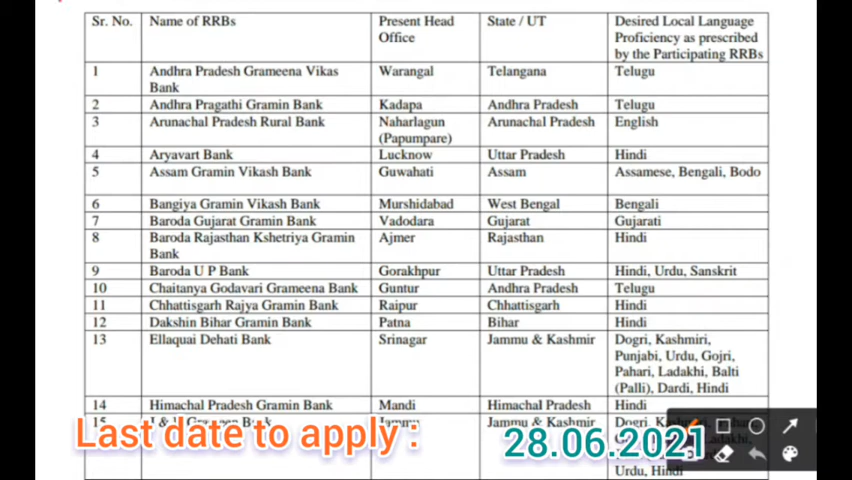 Sr. No. Name of RRBs Present Head Office State / UT Desired Local Language Proficiency as prescribed by the Participating RRBs
1 Andhra Pradesh Grameena Vikas Bank Warangal Telangana Telugu
2 Andhra Pragathi Gramin Bank Kadapa Andhra Pradesh Telugu
3 Arunachal Pradesh Rural Bank Naharlagun (Papumpare) Arunachal Pradesh English
4 Aryavart Bank Lucknow Uttar Pradesh Hindi
5 Assam Gramin Vikash Bank Guwahati Assam Assamese, Bengali, Bodo
6 Bangiya Gramin Vikash Bank Murshidabad West Bengal Bengali
7 Baroda Gujarat Gramin Bank Vadodara Gujarat Gujarati
8 Baroda Rajasthan Kshetriya Gramin Bank Ajmer Rajasthan Hindi
9 Baroda U P Bank Gorakhpur Uttar Pradesh Hindi, Urdu, Sanskrit
10 Chaitanya Godavari Grameena Bank Guntur Andhra Pradesh Telugu
11 Chhattisgarh Rajya Gramin Bank Raipur Chhattisgarh Hindi
12 Dakshin Bihar Gramin Bank Patna Bihar Hindi
13 Ellaquai Dehati Bank Srinagar Jammu & Kashmir Dogri, Kashmiri, Punjabi, Urdu, Gojri, Pahari, Ladakhi, Balti (Palli), Dardi, Hindi
14 Himachal Pradesh Gramin Bank Mandi Himachal Pradesh Hindi
15 Jammu Jammu & Kashmir Dogri,
Urdu, Hindi
Last date to apply : 28.06.2021